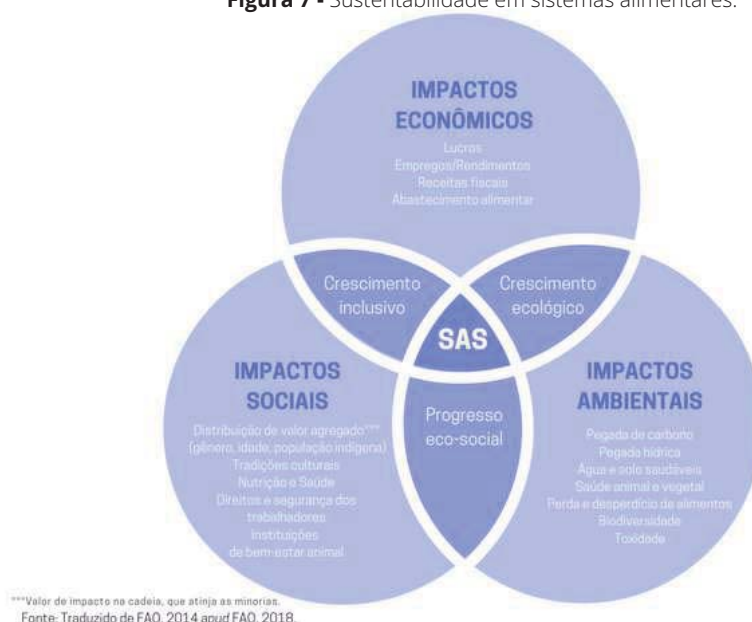 Figura 7 - Sustentabilidade em sistemas alimentares.
IMPACTOS
ECONÔMICOS
Lucros
Empregos/Rendimentos
Receitas fiscais
Abastecimento alimentar
Crescimento
inclusivo
Crescimento
ecológico
SAS
IMPACTOS
SOCIAIS
Distribuição de valor agregado***
(gênero, idade, população indígena)
Tradições culturais
Nutrição e Saúde
Direitos e segurança dos
trabalhadores
Instituições
de bem-estar animal
Progresso
eco-social
IMPACTOS
AMBIENTAIS
Pegada de carbono
Pegada hídrica
Água e solo saudáveis
Saúde animal e vegetal
Perda e desperdício de alimentos
Biodiversidade
Toxidade
***Valor de impacto na cadeia, que atinja as minorias.
Fonte: Traduzido de FAO, 2014 apud FAO, 2018.